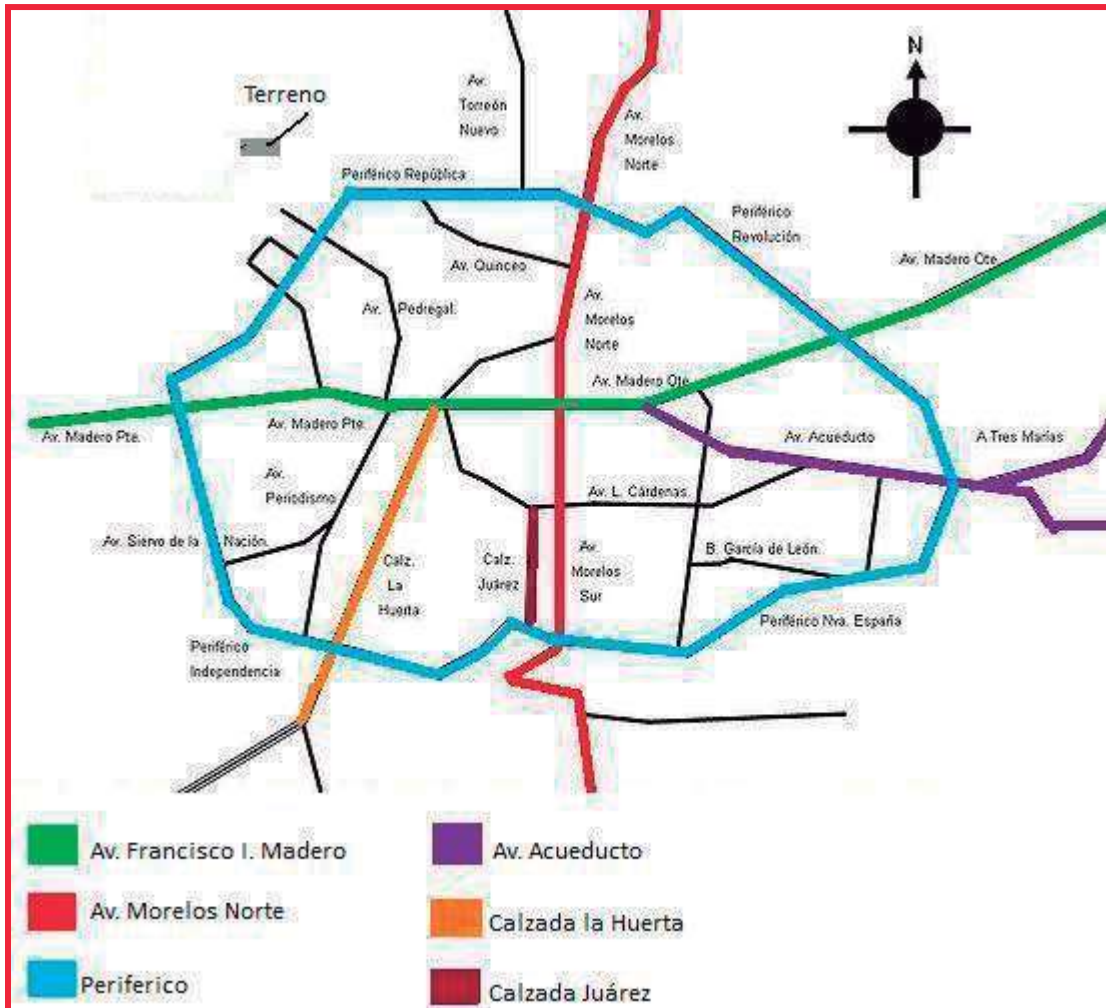 N
Terreno
Av.
Torreón
Nuevo
Av.
Morelos
Norte
Periférico República
Periférico
Revolución
Av. Madero Ote.
Av. Quinceo
Av. Pedregal.
Av.
Morelos
Norte
Av. Madero Ote.
Av. Madero Pte.
Av. Madero Pte.
Av. Acueducto
A Tres Marías
Av.
Periodismo
Av. L. Cárdenas.
Av. Siervo de la Nación.
Calz.
La
Huerta
Calz.
Juárez
Av.
Morelos
Sur
B. García de León.
Periférico Nva. España
Periférico
Independencia
Av. Francisco I. Madero
Av. Morelos Norte
Periferico
Av. Acueducto
Calzada la Huerta
Calzada Juárez